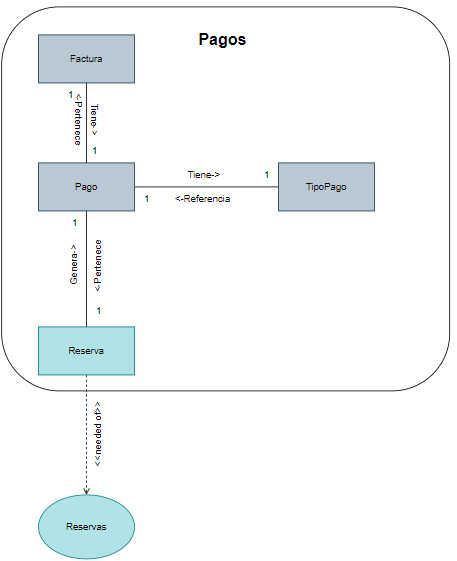 Pagos
Factura
1
<-Pertenece
Tiene->
1
Pago
Tiene->
1
1
<-Referencia
TipoPago
1
Genera->
<-Pertenece
1
Reserva
<<needed of>>
Reservas